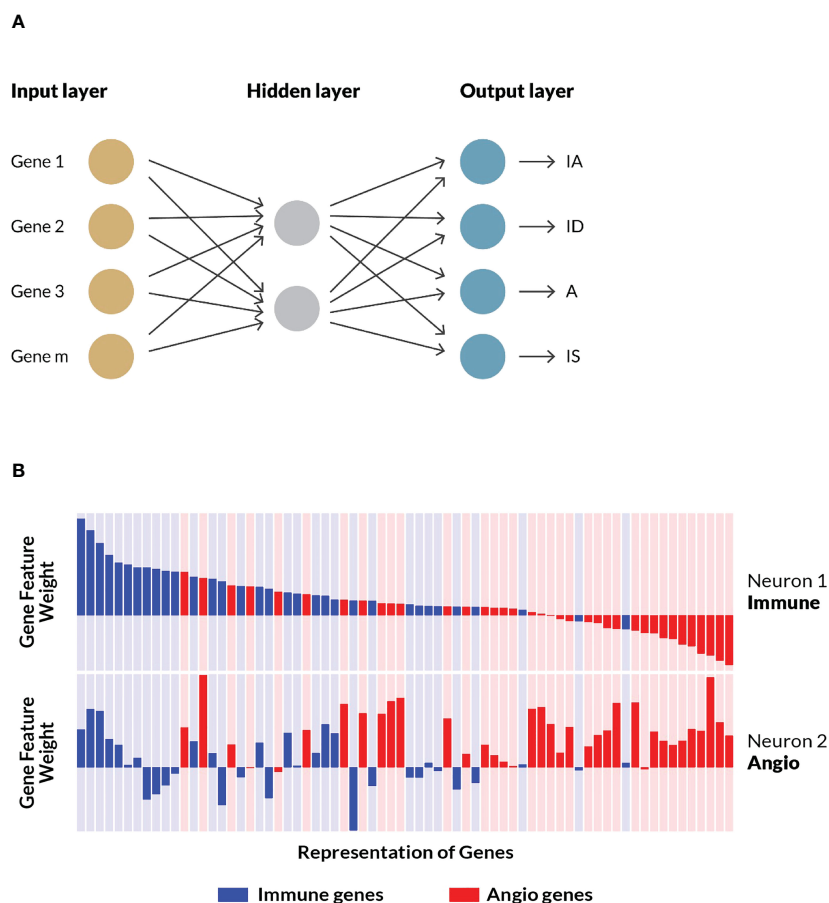 A
Input layer Hidden layer Output layer
Gene 1 IA
Gene 2 ID
Gene 3 A
Gene m IS
B
Gene Feature
Weight
Neuron 1
Immune
Gene Feature
Weight
Neuron 2
Angio
Representation of Genes
Immune genes Angio genes